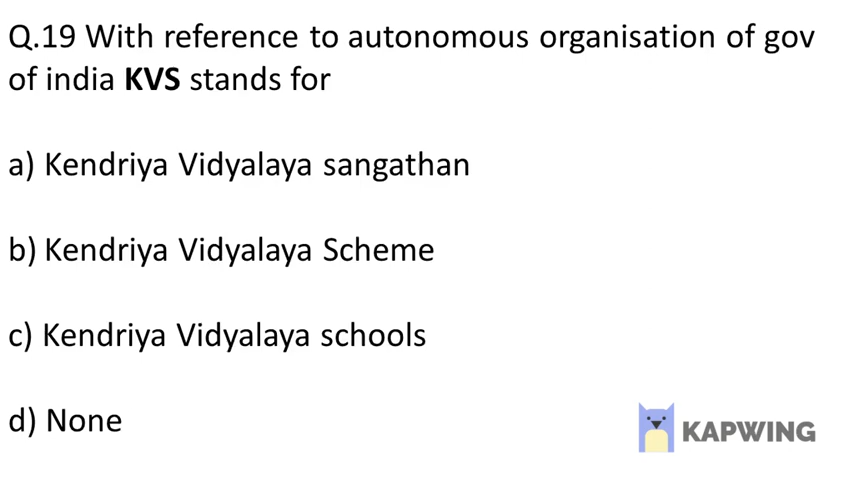 Q.19 With reference to autonomous organisation of gov
of india KVS stands for
a) Kendriya Vidyalaya sangathan
b) Kendriya Vidyalaya Scheme
c) Kendriya Vidyalaya schools
d) None
KAPWING